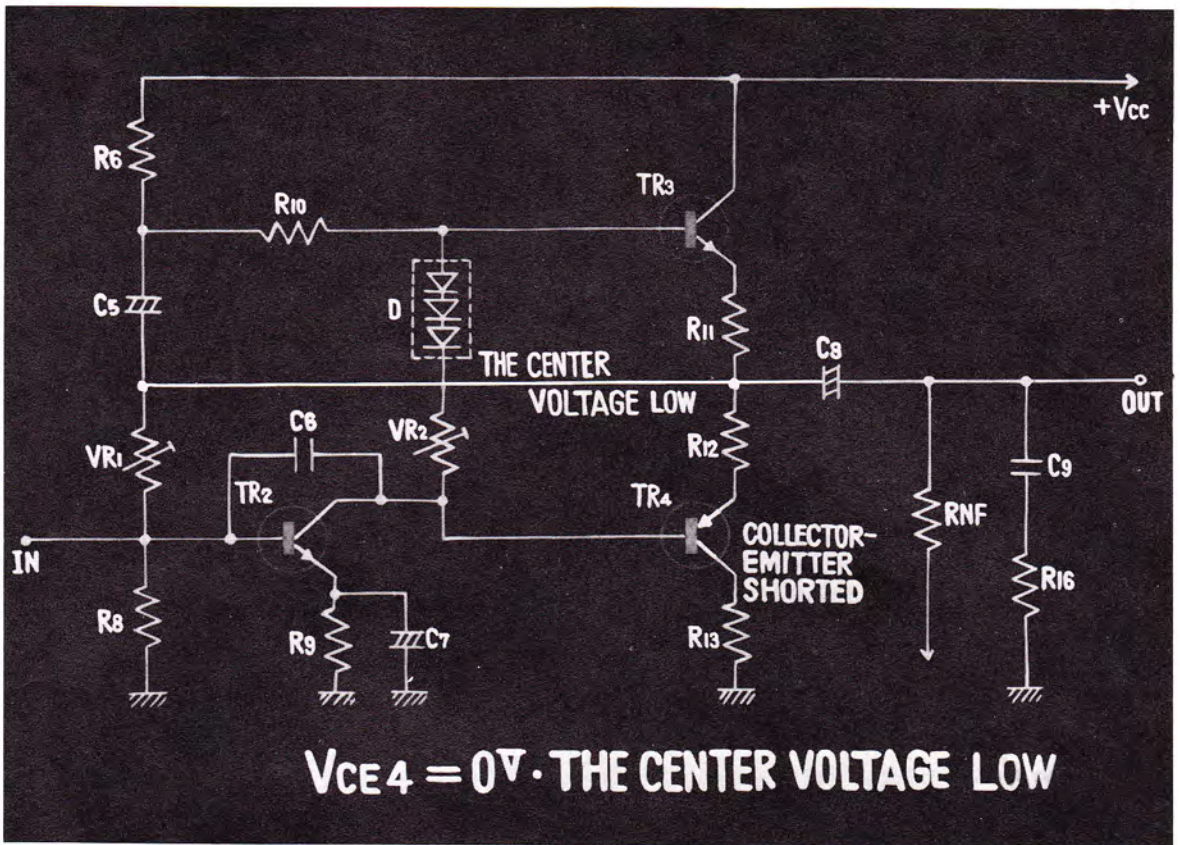 +Vcc
R6
TR3
R10
C5
D
R11
C8
THE CENTER
VOLTAGE LOW
OUT
C6
VR2
R12
VR1
C9
TR2
TR4
RNF
COLLECTOR-
EMITTER
SHORTED
IN
R16
R8
R9
C7
R13
VCE4 = 0V · THE CENTER VOLTAGE LOW